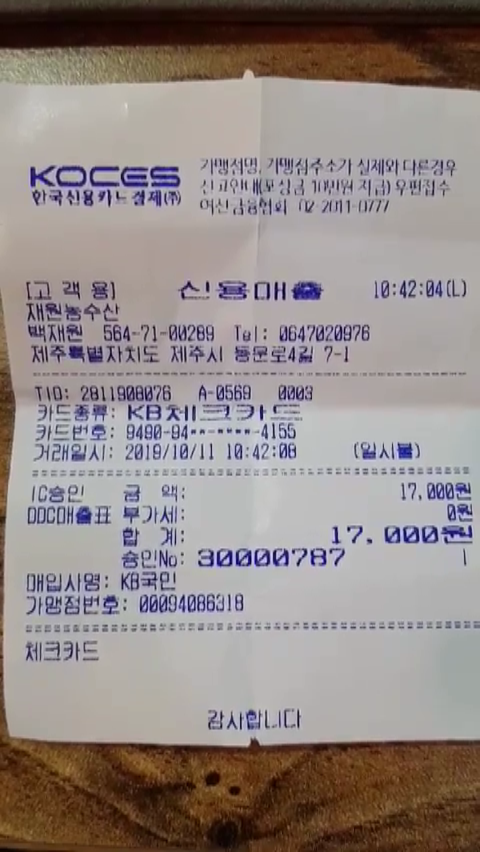 KOCES
한국신용카드결제(주)
가맹점명, 가맹점주소가 실제와 다른경우
신고안내(포상금 10만원 지급) 우편접수
여신금융협회 02-2011-0777
[고 객 용] 신용매출 10:42:04(L)
재원농수산
백재원 564-71-00289 Tel: 0647020976
제주특별자치도 제주시 동문로4길 7-1
TID: 2811908076 A-0569 0003
카드종류: KB체크카드
카드번호: 9490-94**-****-4155
거래일시: 2019/10/11 10:42:08 (일시불)
IC승인 금 액: 17,000원
DDC매출표 부가세: 0원
합 계: 17,000원
승인No: 30000787
매입사명: KB국민
가맹점번호: 00094086318
체크카드
감사합니다